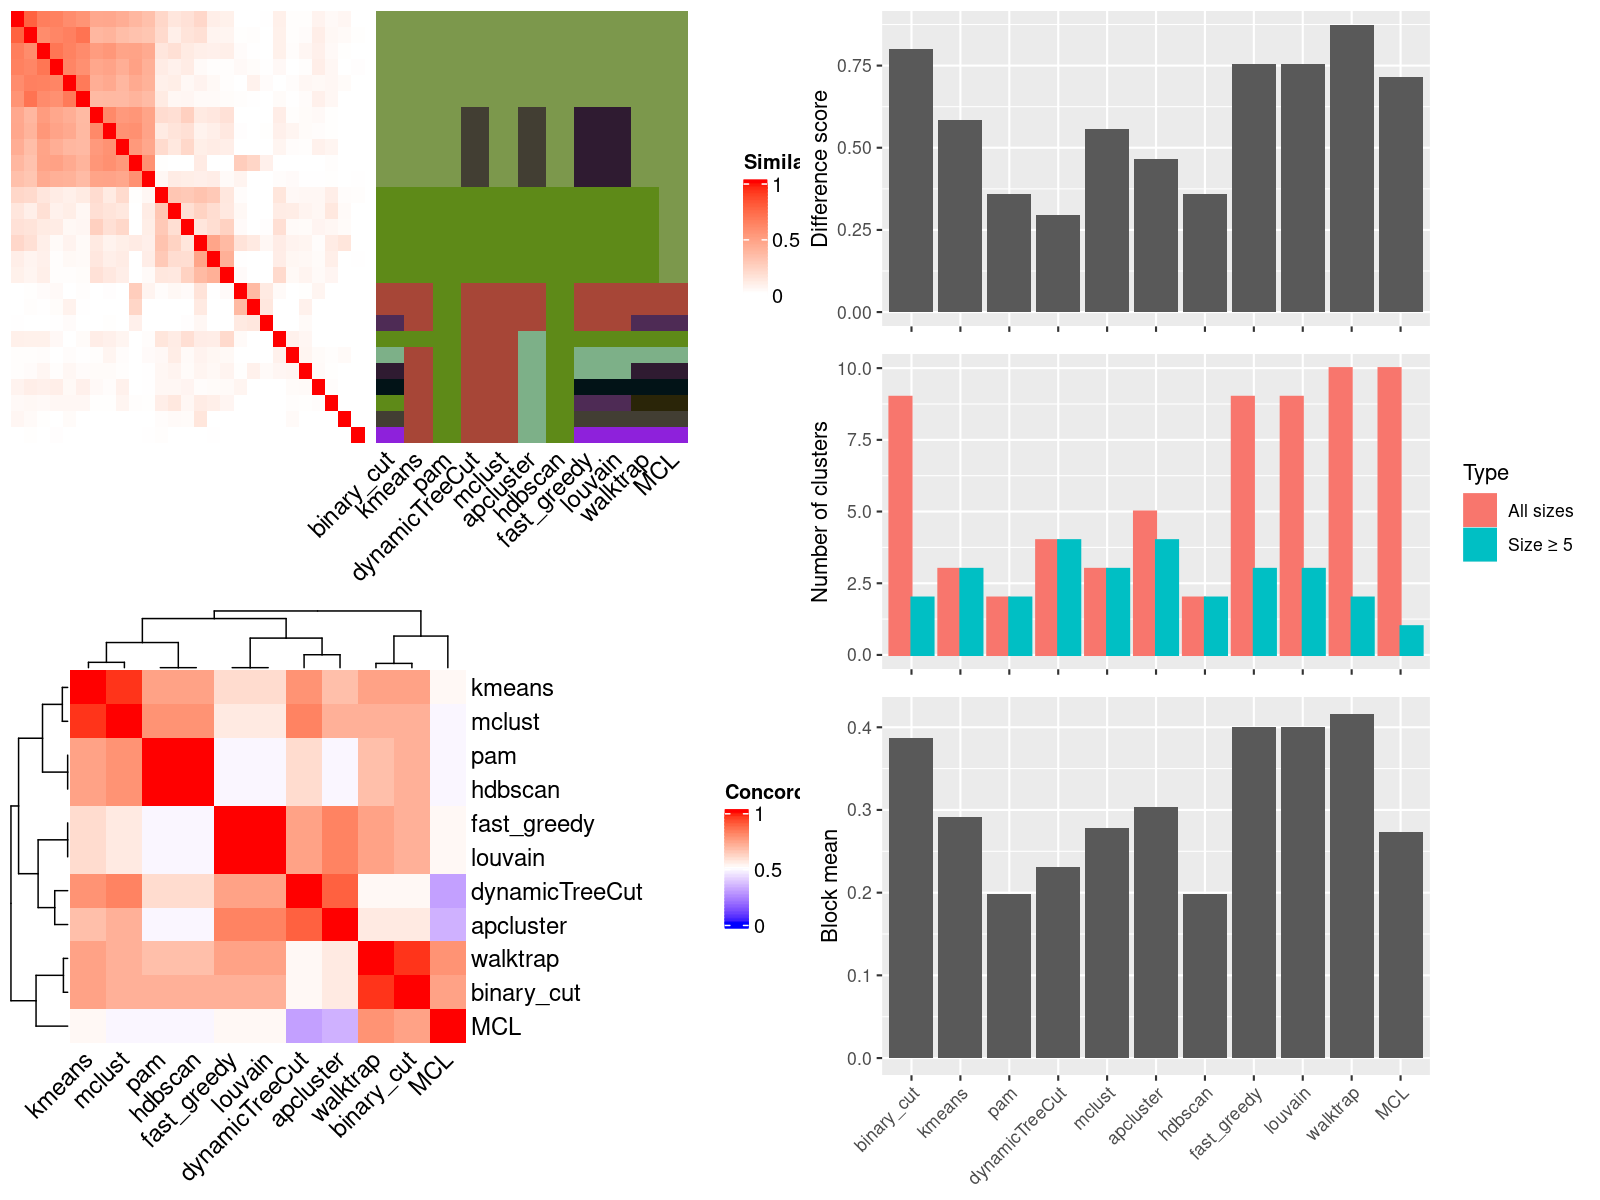 Simila
1
0.5
0
binary_cut
kmeans
pam
dynamicTreeCut
mclust
apcluster
hdbscan
fast_greedy
louvain
walktrap
MCL
kmeans
mclust
pam
hdbscan
fast_greedy
louvain
dynamicTreeCut
apcluster
walktrap
binary_cut
MCL
kmeans
mclust
pam
hdbscan
fast_greedy
louvain
dynamicTreeCut
apcluster
walktrap
binary_cut
MCL
Concord
1
0.5
0
Difference score
0.75
0.50
0.25
0.00
Number of clusters
10.0
7.5
5.0
2.5
0.0
Type
All sizes
Size ≥ 5
Block mean
0.4
0.3
0.2
0.1
0.0
binary_cut
kmeans
pam
dynamicTreeCut
mclust
apcluster
hdbscan
fast_greedy
louvain
walktrap
MCL